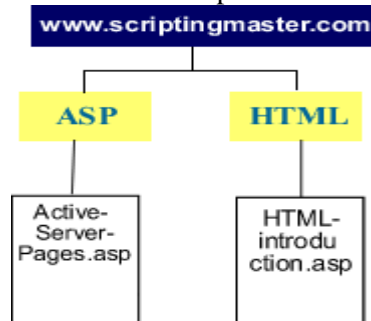 www.scriptingmaster.com
ASP
HTML
Active-
Server-
Pages.asp
HTML-
introdu
ction.asp